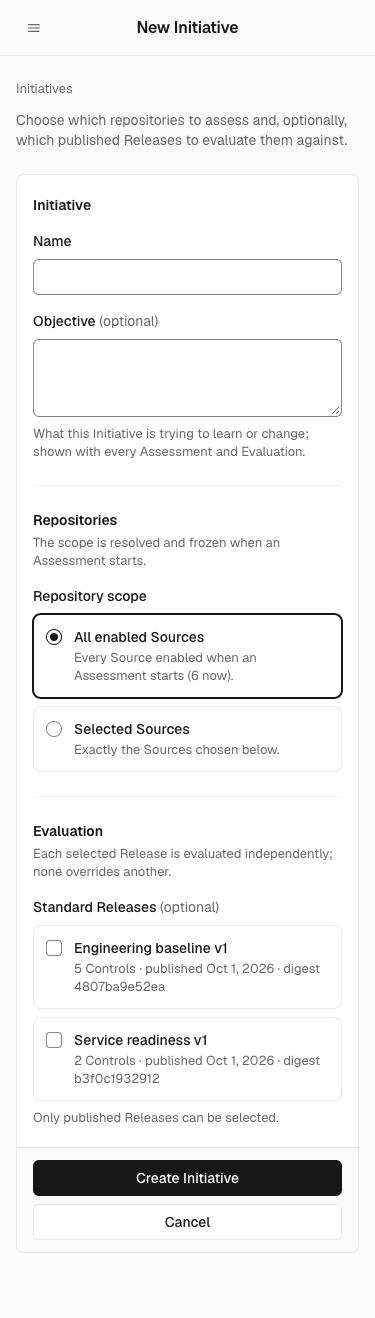 New Initiative
Initiatives
Choose which repositories to assess and, optionally,
which published Releases to evaluate them against.
Initiative
Name
Objective (optional)
What this Initiative is trying to learn or change;
shown with every Assessment and Evaluation.
Repositories
The scope is resolved and frozen when an
Assessment starts.
Repository scope
All enabled Sources
Every Source enabled when an
Assessment starts (6 now).
Selected Sources
Exactly the Sources chosen below.
Evaluation
Each selected Release is evaluated independently;
none overrides another.
Standard Releases (optional)
Engineering baseline v1
5 Controls · published Oct 1, 2026 · digest
4807ba9e52ea
Service readiness v1
2 Controls · published Oct 1, 2026 · digest
b3f0c1932912
Only published Releases can be selected.
Create Initiative
Cancel